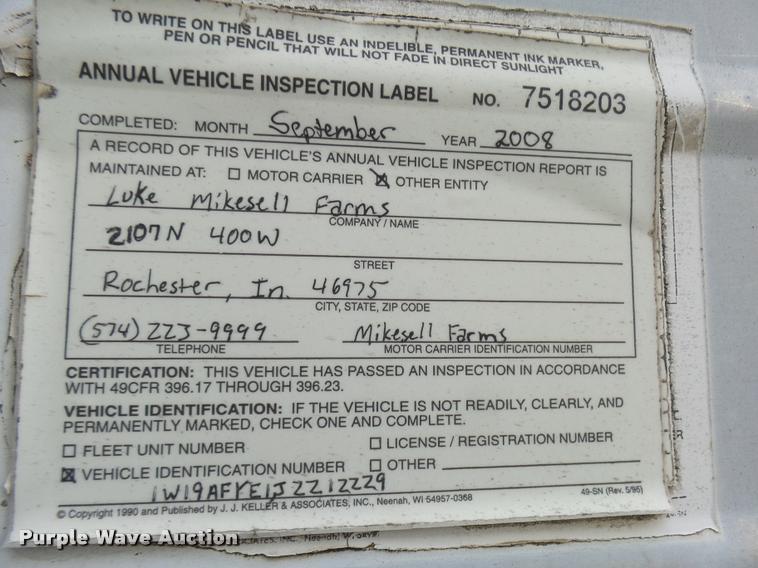 TO WRITE ON THIS LABEL USE AN INDELIBLE, PERMANENT INK MARKER,
PEN OR PENCIL THAT WILL NOT FADE IN DIRECT SUNLIGHT
ANNUAL VEHICLE INSPECTION LABEL NO. 7518203
COMPLETED: MONTH September YEAR 2008
A RECORD OF THIS VEHICLE'S ANNUAL VEHICLE INSPECTION REPORT IS
MAINTAINED AT: ☐ MOTOR CARRIER ☒ OTHER ENTITY
Luke Mikesell Farms
COMPANY / NAME
2107N 400W
STREET
Rochester, In. 46975
CITY, STATE, ZIP CODE
(574) 223-9999 Mikesell Farms
TELEPHONE MOTOR CARRIER IDENTIFICATION NUMBER
CERTIFICATION: THIS VEHICLE HAS PASSED AN INSPECTION IN ACCORDANCE
WITH 49CFR 396.17 THROUGH 396.23.
VEHICLE IDENTIFICATION: IF THE VEHICLE IS NOT READILY, CLEARLY, AND
PERMANENTLY MARKED, CHECK ONE AND COMPLETE.
☐ FLEET UNIT NUMBER ☐ LICENSE / REGISTRATION NUMBER
☒ VEHICLE IDENTIFICATION NUMBER ☐ OTHER
1W19AFYE1J2212229
© Copyright 1990 and Published by J. J. KELLER & ASSOCIATES, INC., Neenah, WI 54957-0368 49-SN (Rev. 5/95)
Purple Wave Auction